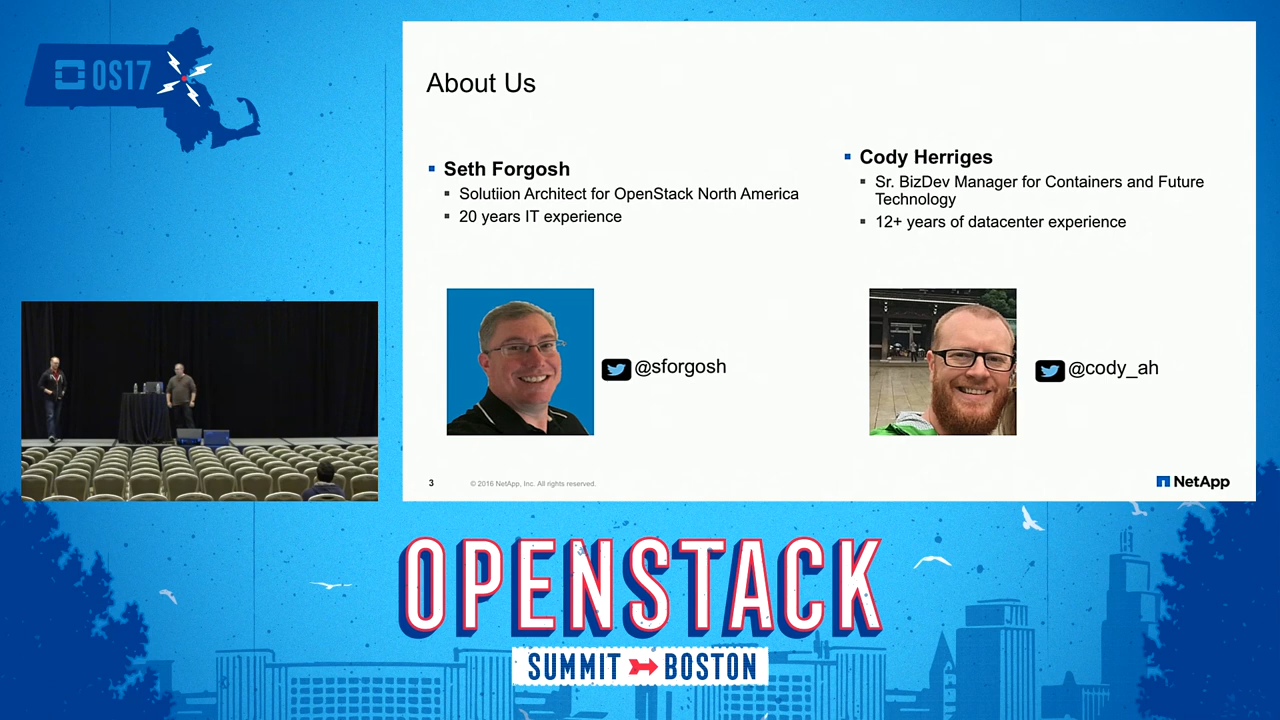 OS17
About Us
Seth Forgosh
Solutiion Architect for OpenStack North America
20 years IT experience
@sforgosh
Cody Herriges
Sr. BizDev Manager for Containers and Future
Technology
12+ years of datacenter experience
@cody_ah
3
© 2016 NetApp, Inc. All rights reserved.
NetApp
OPENSTACK
SUMMIT BOSTON